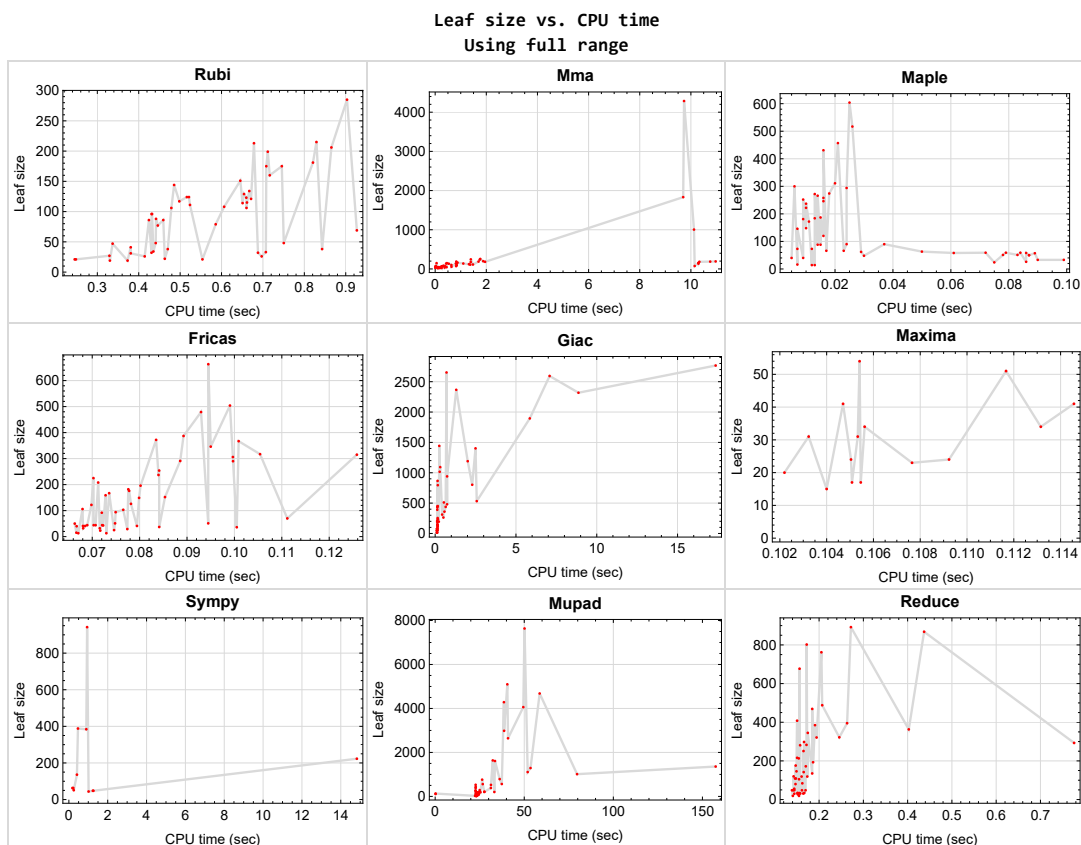 Leaf size vs. CPU time
Using full range
Rubi
Leaf size
300
250
200
150
100
50
0
0.3 0.4 0.5 0.6 0.7 0.8 0.9
CPU time (sec)
Mma
Leaf size
4000
3000
2000
1000
0
0 2 4 6 8 10
CPU time (sec)
Maple
Leaf size
600
500
400
300
200
100
0
0.02 0.04 0.06 0.08 0.10
CPU time (sec)
Fricas
Leaf size
600
500
400
300
200
100
0
0.07 0.08 0.09 0.10 0.11 0.12
CPU time (sec)
Giac
Leaf size
2500
2000
1500
1000
500
0
0 5 10 15
CPU time (sec)
Maxima
Leaf size
50
40
30
20
10
0
0.102 0.104 0.106 0.108 0.110 0.112 0.114
CPU time (sec)
Sympy
Leaf size
800
600
400
200
0
0 2 4 6 8 10 12 14
CPU time (sec)
Mupad
Leaf size
8000
6000
4000
2000
0
0 50 100 150
CPU time (sec)
Reduce
Leaf size
800
600
400
200
0
0.2 0.3 0.4 0.5 0.6 0.7
CPU time (sec)